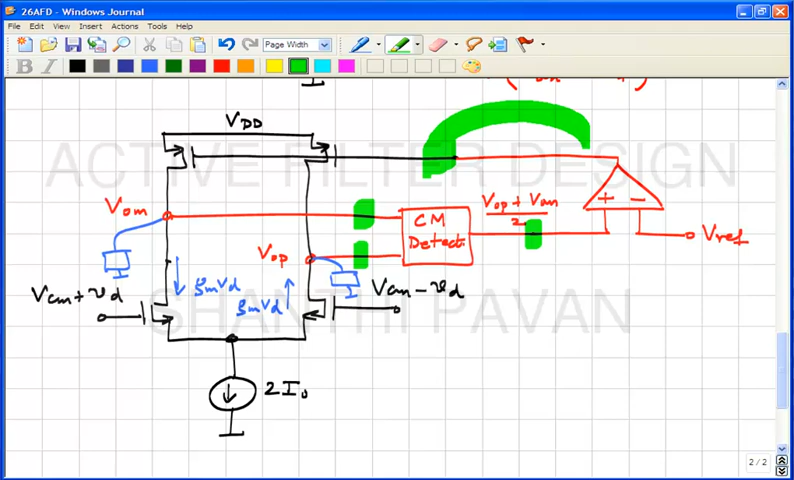 26AFD - Windows Journal
File Edit View Insert Actions Tools Help
Page Width
B I
VDD
ACTIVE FILTER DESIGN
Vom
CM
Detect
Vop + Vom
2
+ −
Vref
Vop
gmVd
gmVd
Vcm+vd
Vcm−vd
SHANTHI PAVAN
2I0
2 / 2